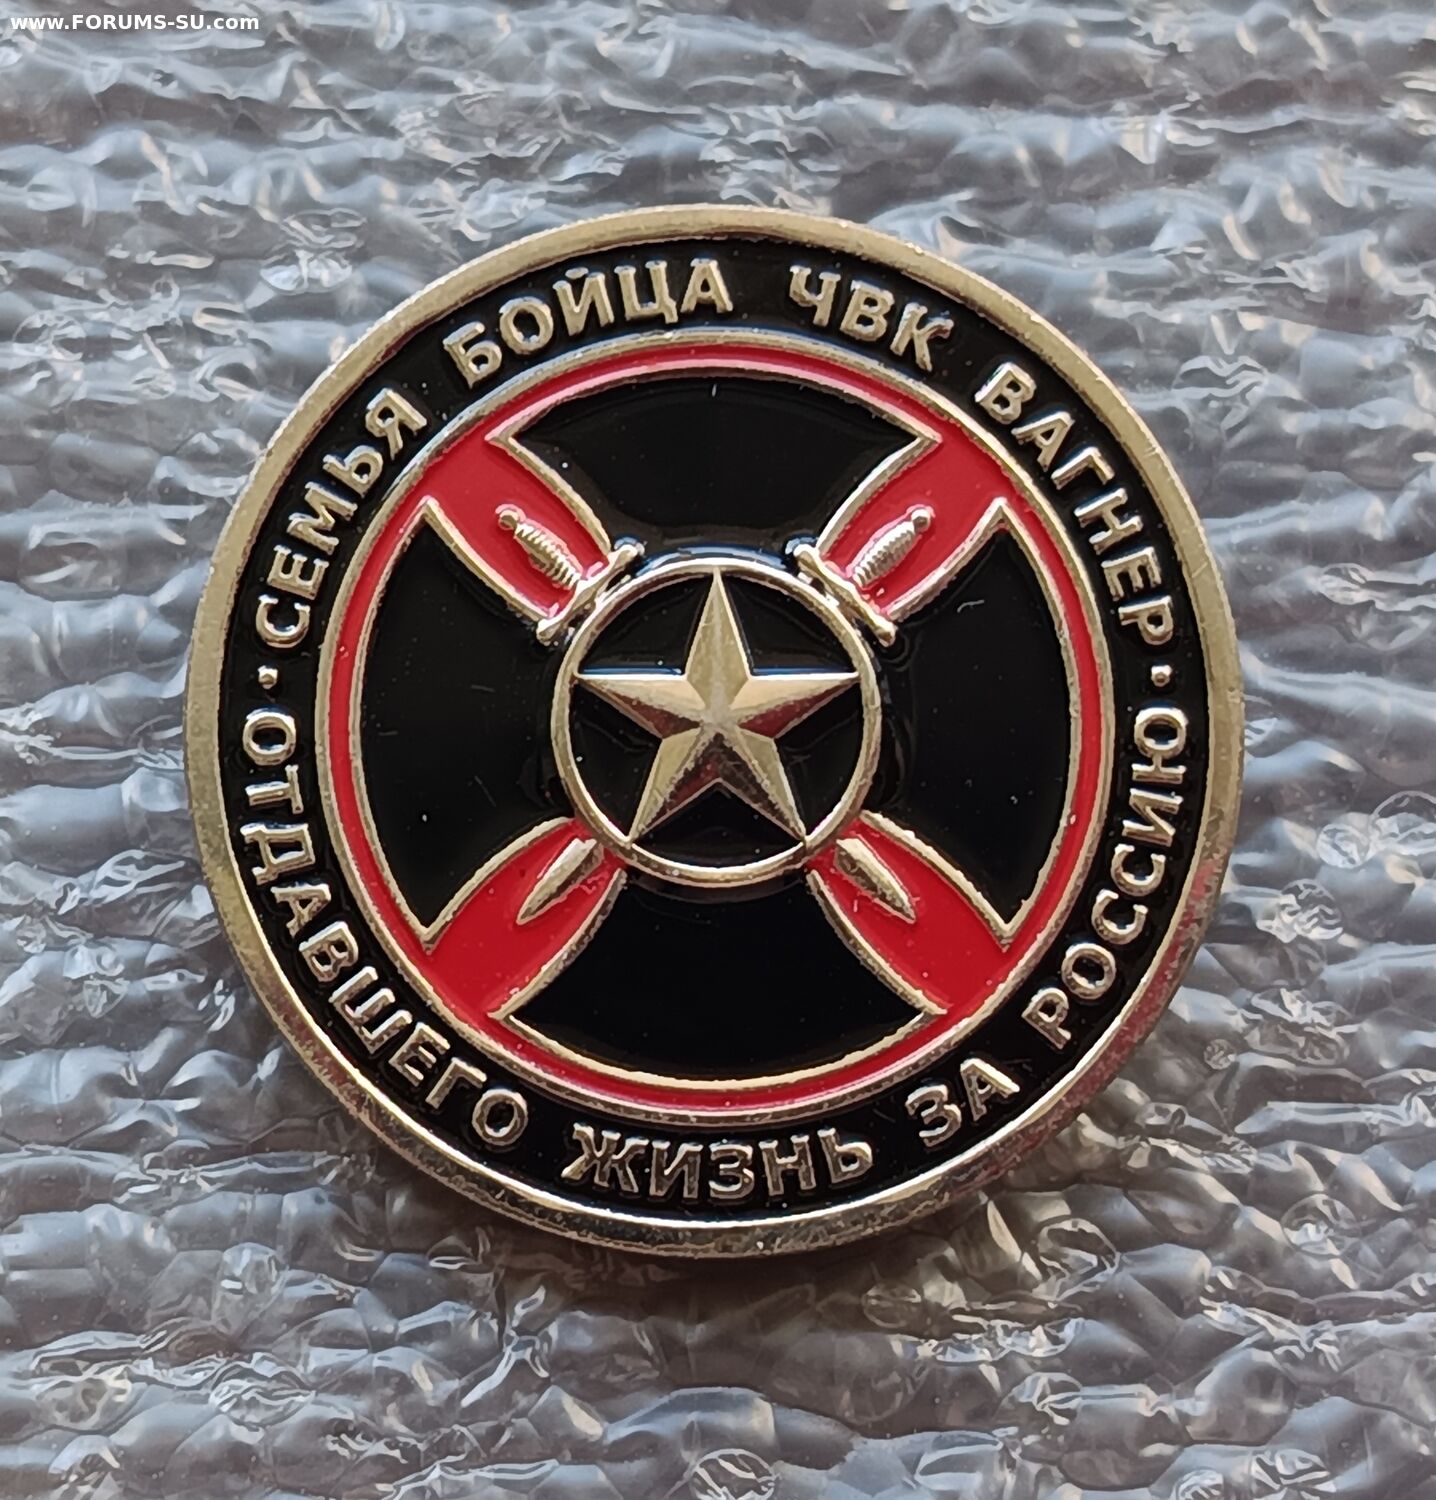 www.FORUMS-SU.com
СЕМЬЯ БОЙЦА ЧВК ВАГНЕР
ОТДАВШЕГО ЖИЗНЬ ЗА РОССИЮ